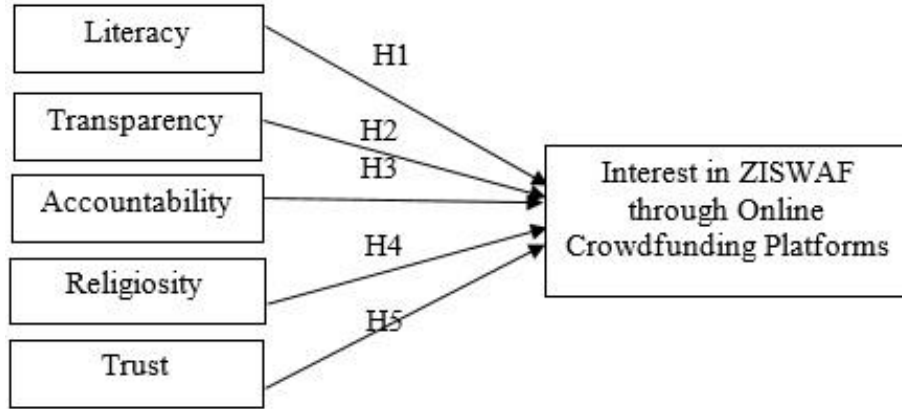 Literacy
H1
Transparency
H2
H3
Accountability
Interest in ZISWAF
through Online
Crowdfunding Platforms
H4
Religiosity
H5
Trust